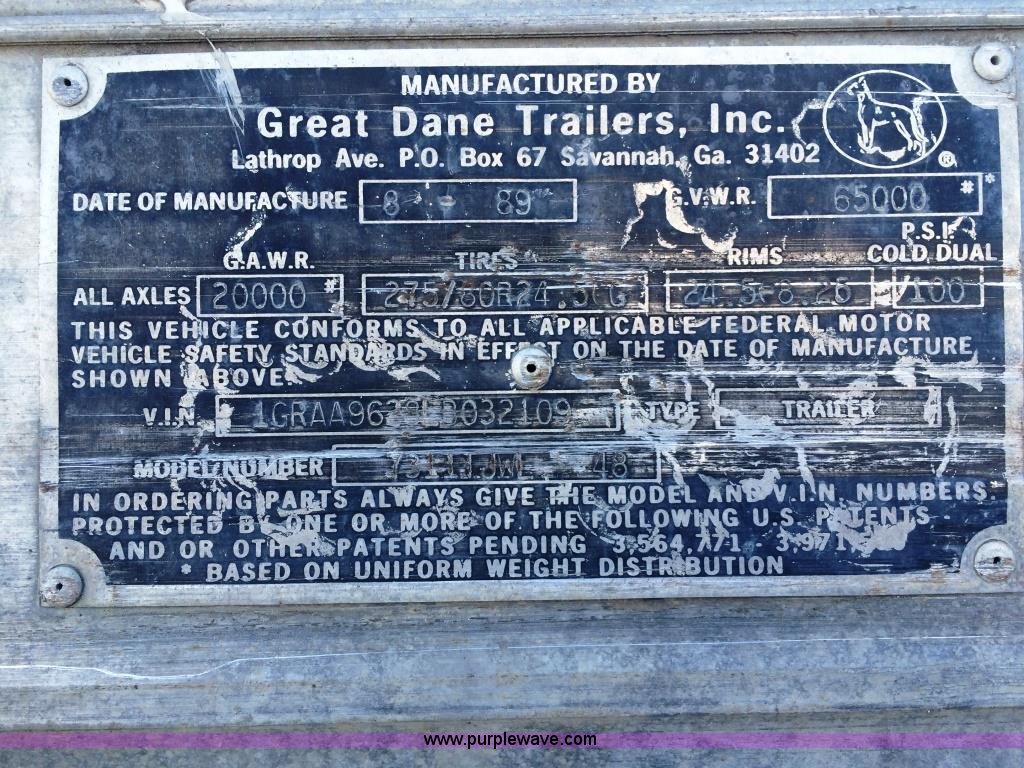 MANUFACTURED BY
Great Dane Trailers, Inc.
®
Lathrop Ave. P.O. Box 67 Savannah, Ga. 31402
DATE OF MANUFACTURE 8 - 89 G.V.W.R. 65000 # *
G.A.W.R. TIRES RIMS P.S.I. COLD, DUAL
ALL AXLES 20000 # 100
THIS VEHICLE CONFORMS TO ALL APPLICABLE FEDERAL MOTOR
VEHICLE SAFETY STANDARDS IN EFFECT ON THE DATE OF MANUFACTURE
SHOWN ABOVE.
V.I.N. TYPE TRAILER
MODEL NUMBER 48
IN ORDERING PARTS ALWAYS GIVE THE MODEL AND V.I.N. NUMBERS.
PROTECTED BY ONE OR MORE OF THE FOLLOWING U.S. PATENTS
AND OR OTHER PATENTS PENDING 3,564,771 -
* BASED ON UNIFORM WEIGHT DISTRIBUTION
www.purplewave.com